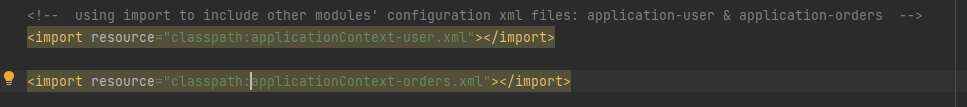 <!--  using import to include other modules' configuration xml files: application-user & application-orders  -->
<import resource="classpath:applicationContext-user.xml"></import>
<import resource="classpath:applicationContext-orders.xml"></import>